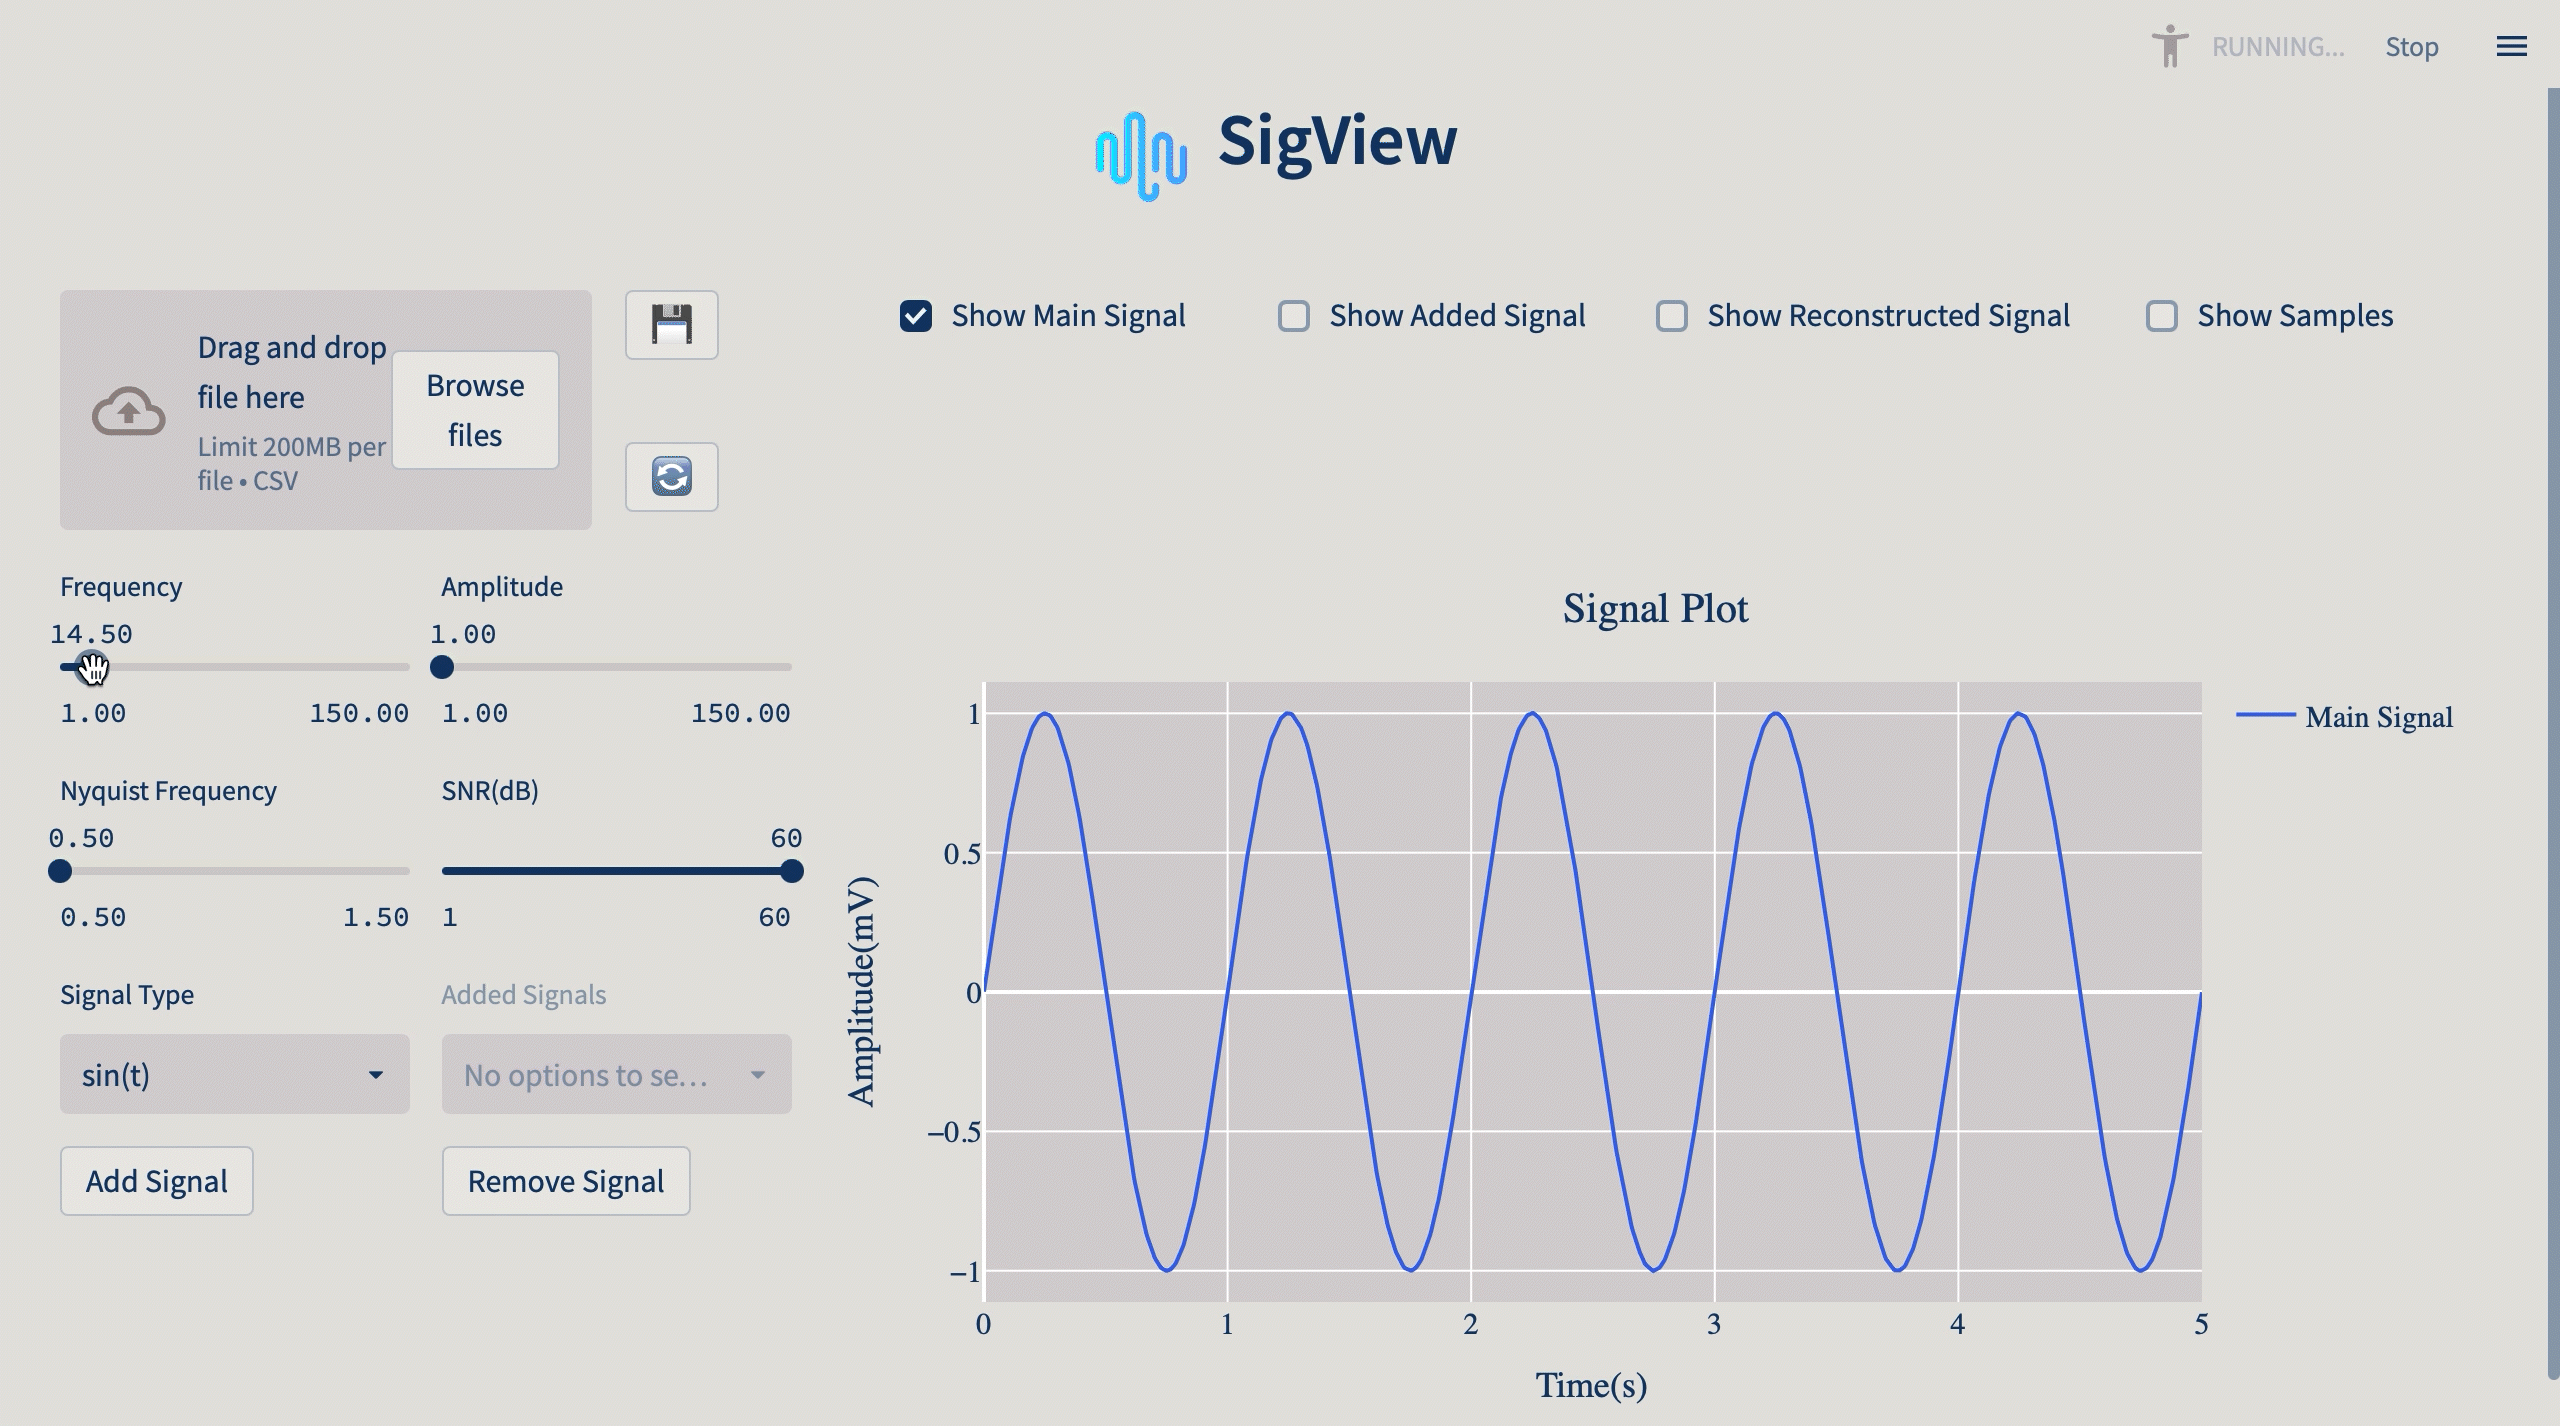 RUNNING...
Stop
SigView
Drag and drop
file here
Limit 200MB per
file • CSV
Browse
files
Show Main Signal
Show Added Signal
Show Reconstructed Signal
Show Samples
Frequency
14.50
1.00
150.00
Amplitude
1.00
1.00
150.00
Nyquist Frequency
0.50
0.50
1.50
SNR(dB)
60
1
60
Signal Type
sin(t)
Added Signals
No options to se...
Add Signal
Remove Signal
Signal Plot
Main Signal
Amplitude(mV)
1
0.5
0
−0.5
−1
0
1
2
3
4
5
Time(s)